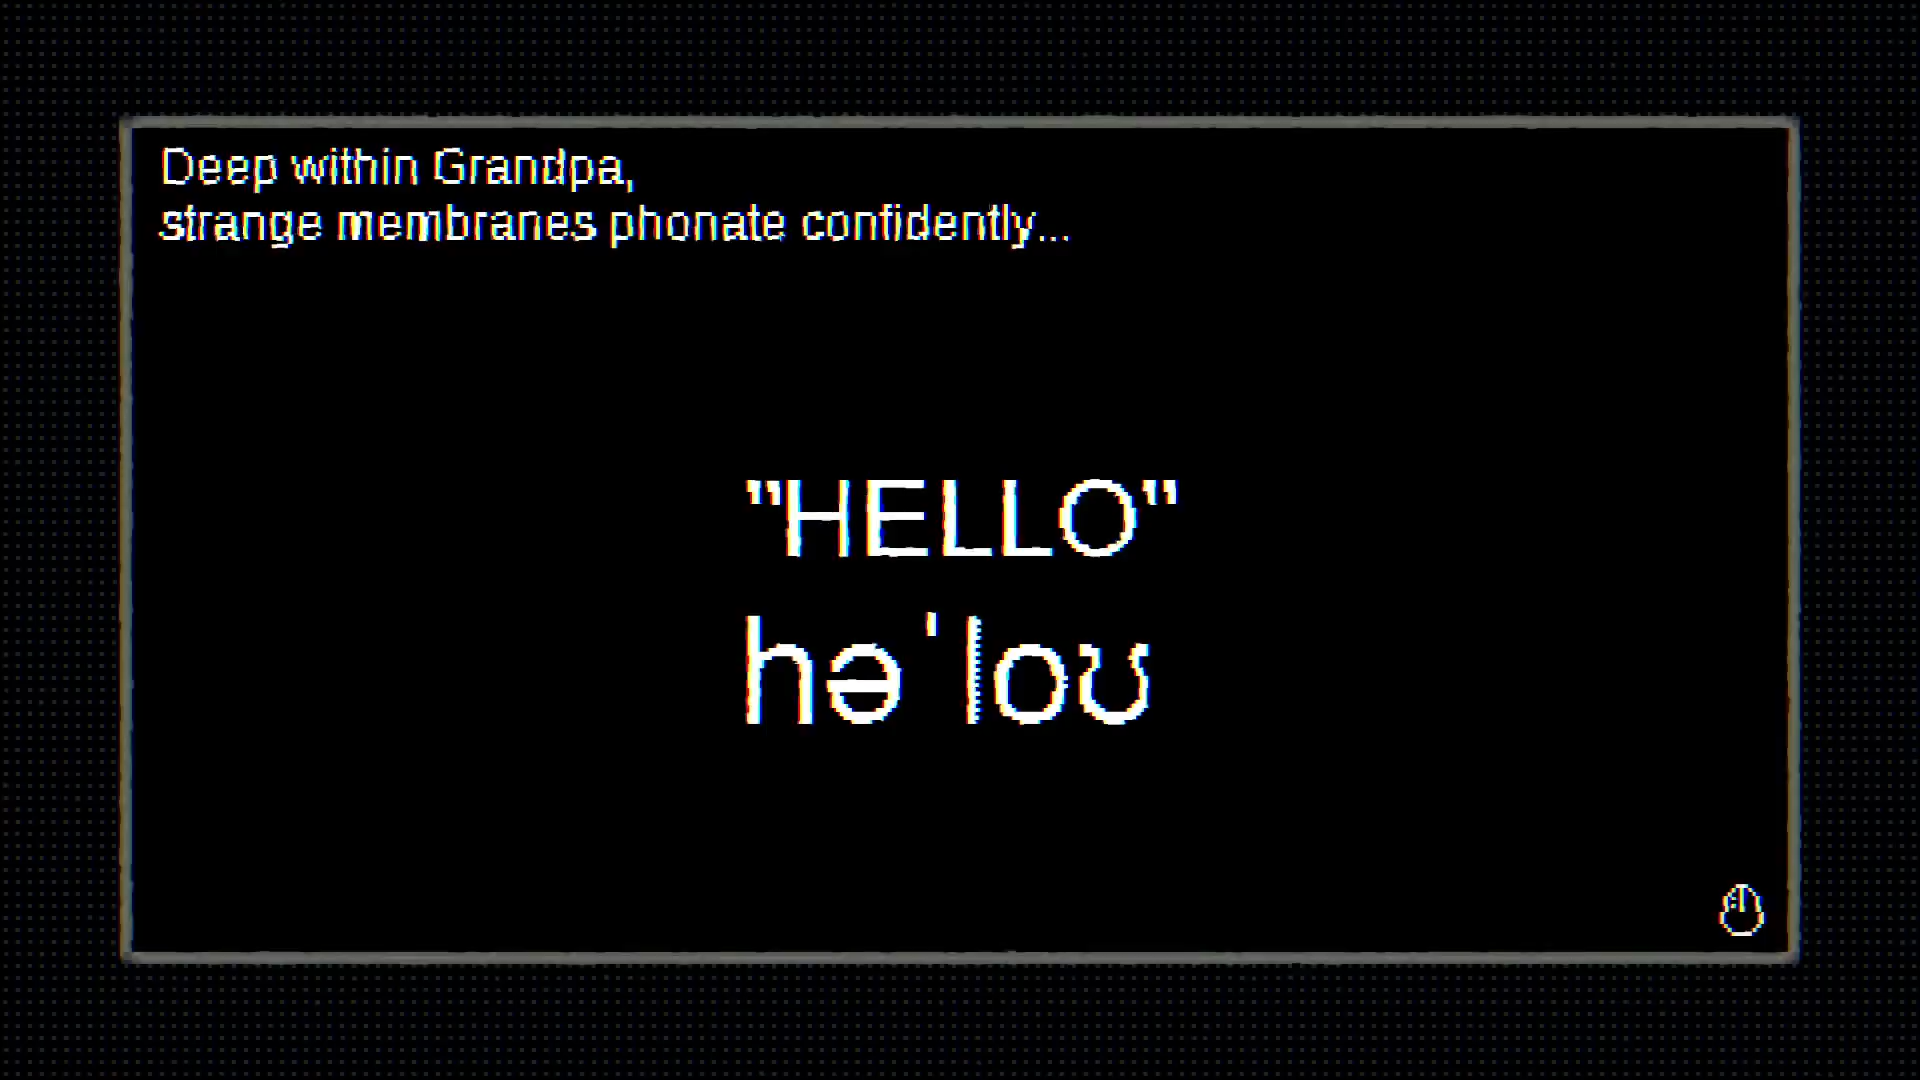 Deep within Grandpa,
strange membranes phonate confidently...
"HELLO"
həˈloʊ